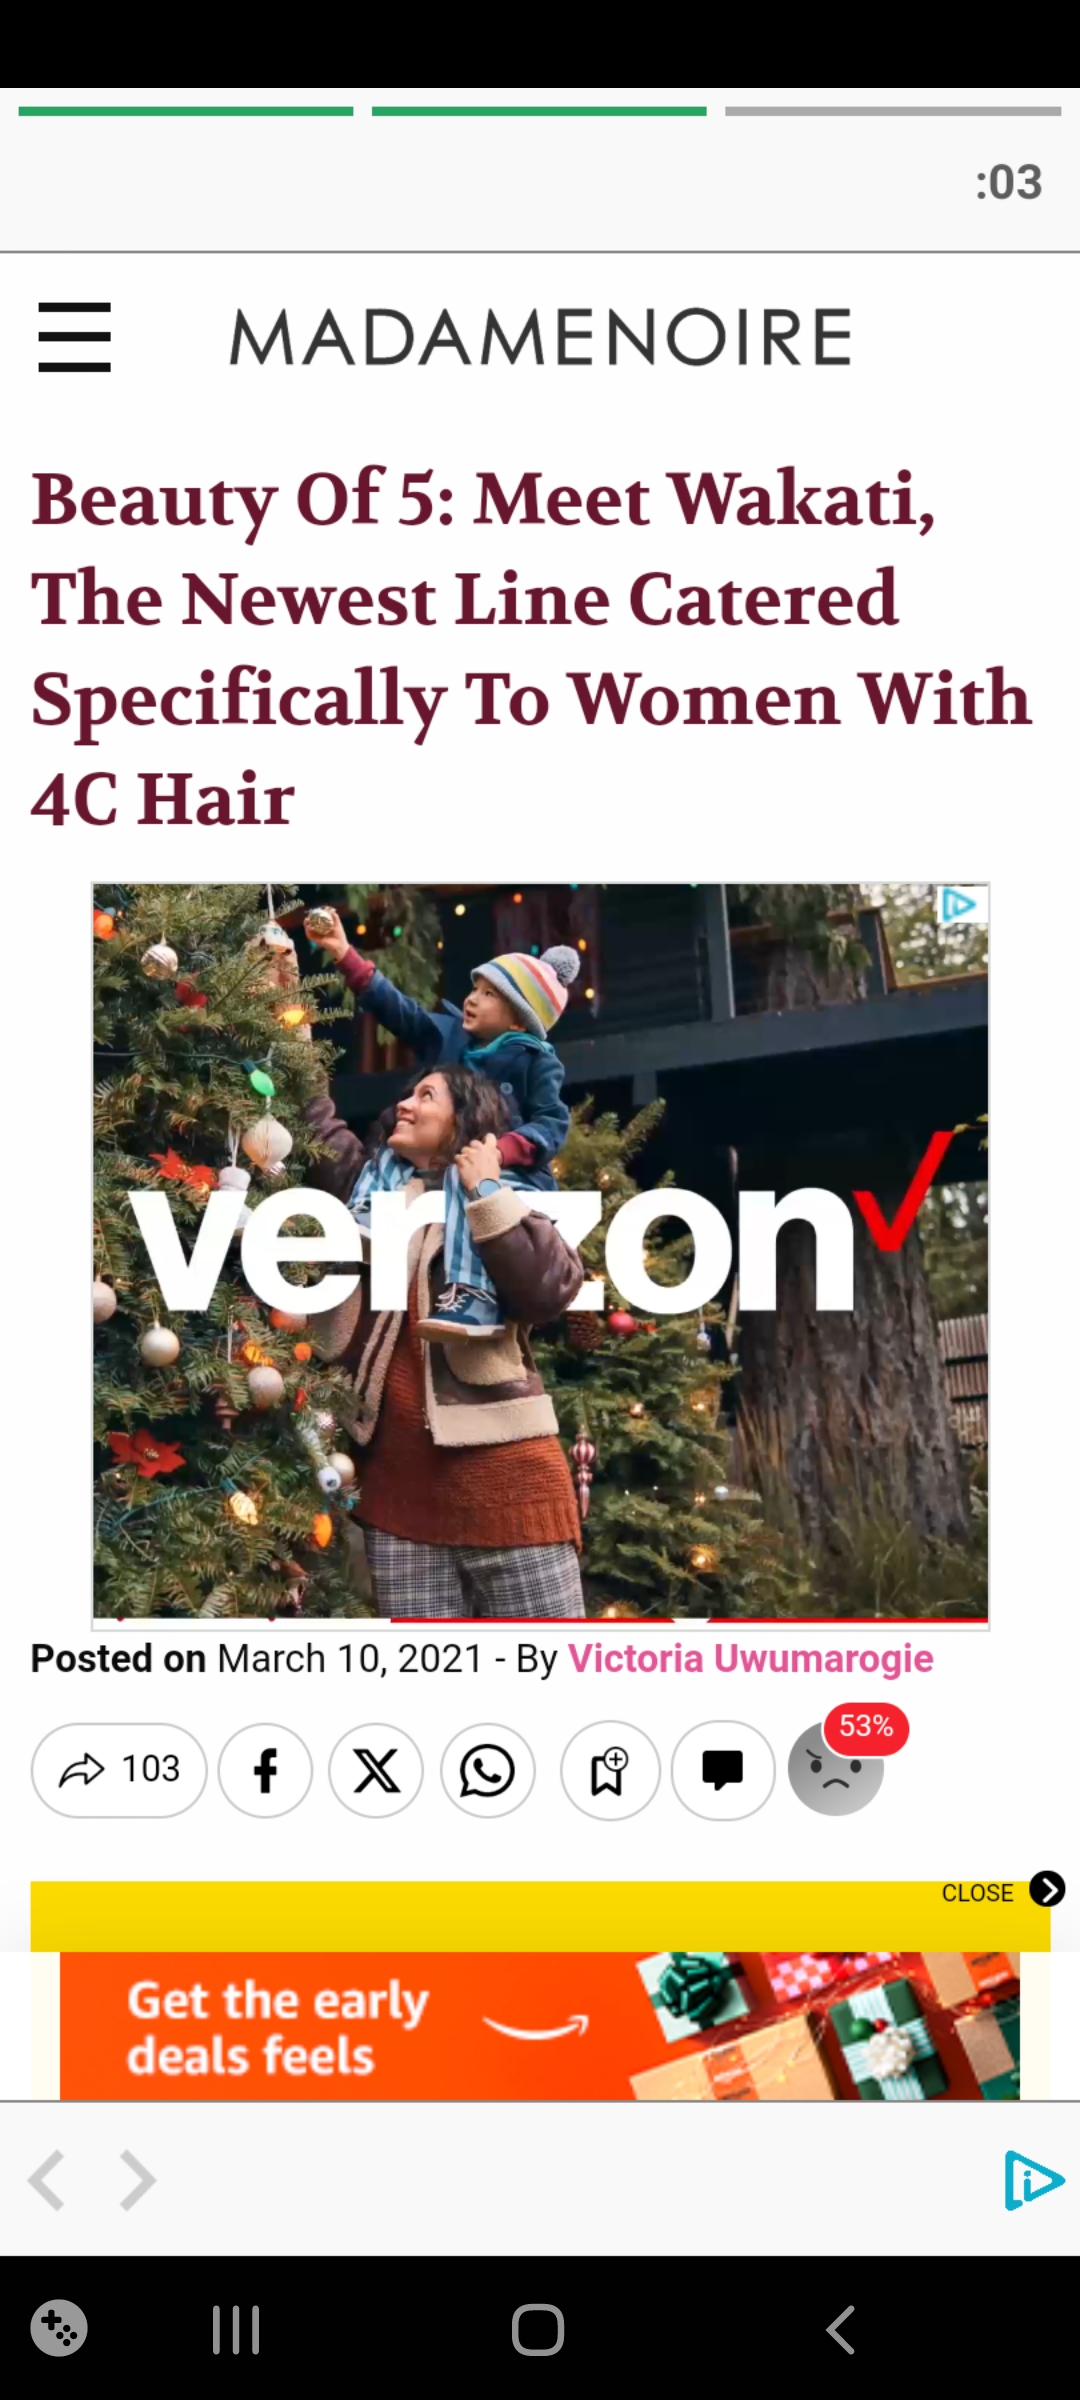 :03
MADAMENOIRE
Beauty Of 5: Meet Wakati,
The Newest Line Catered
Specifically To Women With
4C Hair
verizon
Posted on March 10, 2021 - By Victoria Uwumarogie
103
53%
CLOSE
Get the early
deals feels